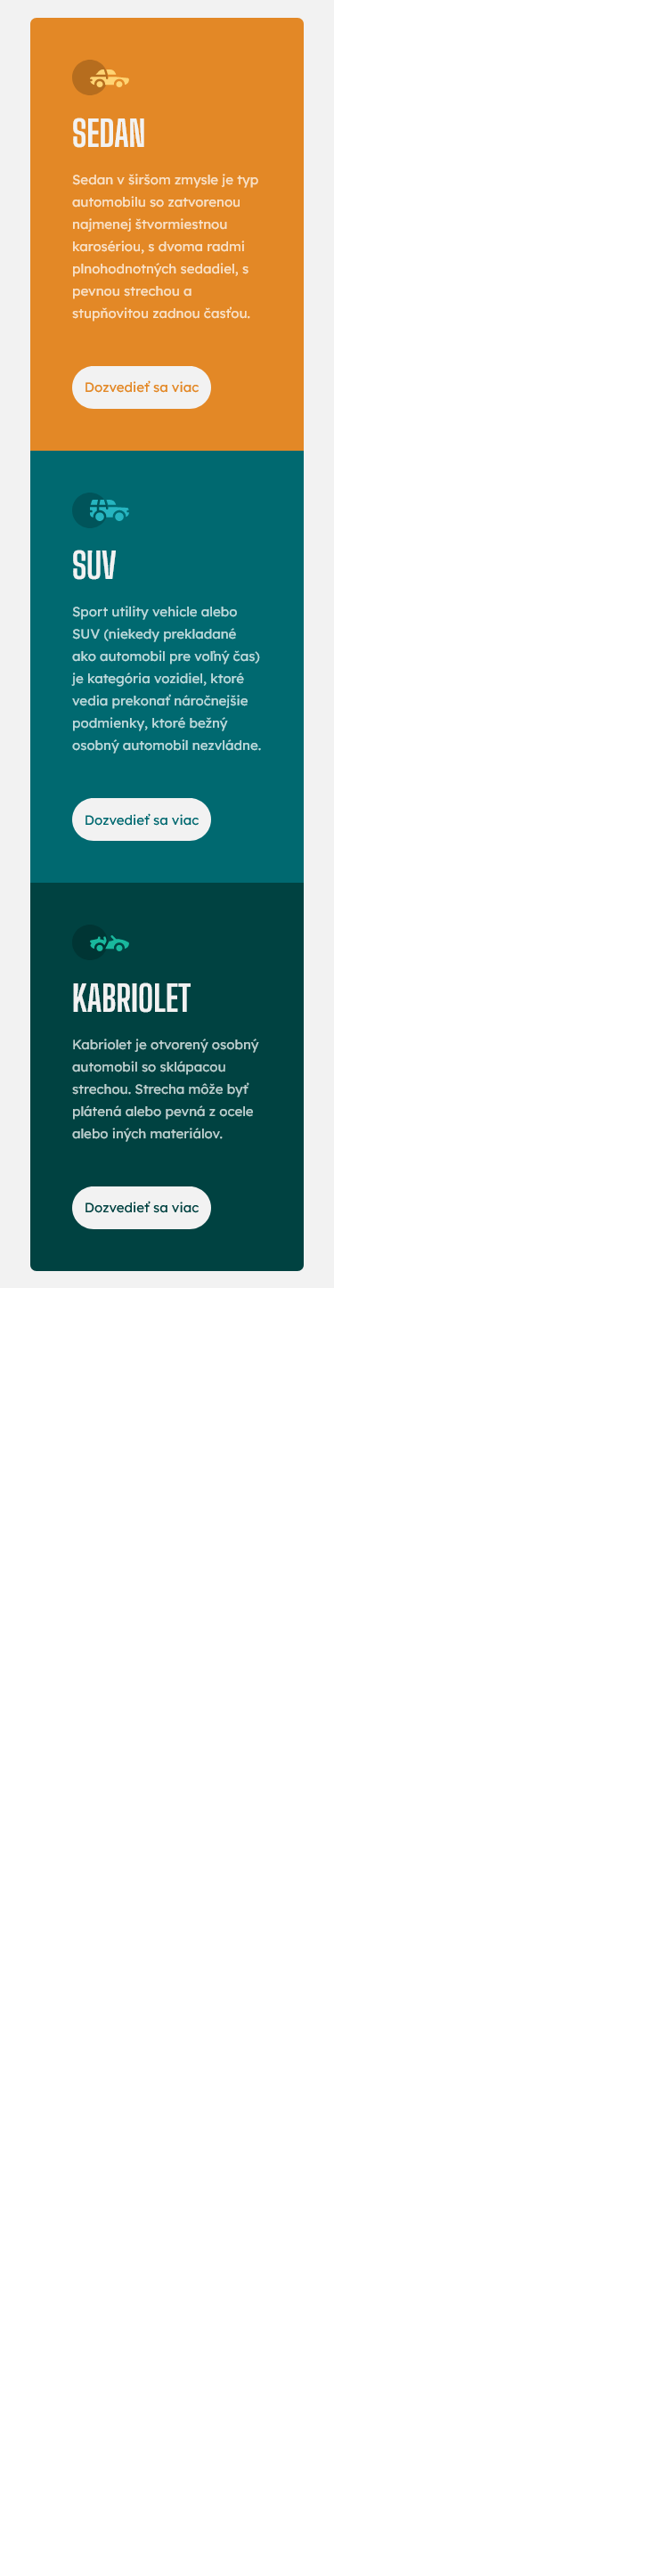 SEDAN
Sedan v širšom zmysle je typ
automobilu so zatvorenou
najmenej štvormiestnou
karosériou, s dvoma radmi
plnohodnotných sedadiel, s
pevnou strechou a
stupňovitou zadnou časťou.
Dozvedieť sa viac
SUV
Sport utility vehicle alebo
SUV (niekedy prekladané
ako automobil pre voľný čas)
je kategória vozidiel, ktoré
vedia prekonať náročnejšie
podmienky, ktoré bežný
osobný automobil nezvládne.
Dozvedieť sa viac
KABRIOLET
Kabriolet je otvorený osobný
automobil so sklápacou
strechou. Strecha môže byť
plátená alebo pevná z ocele
alebo iných materiálov.
Dozvedieť sa viac